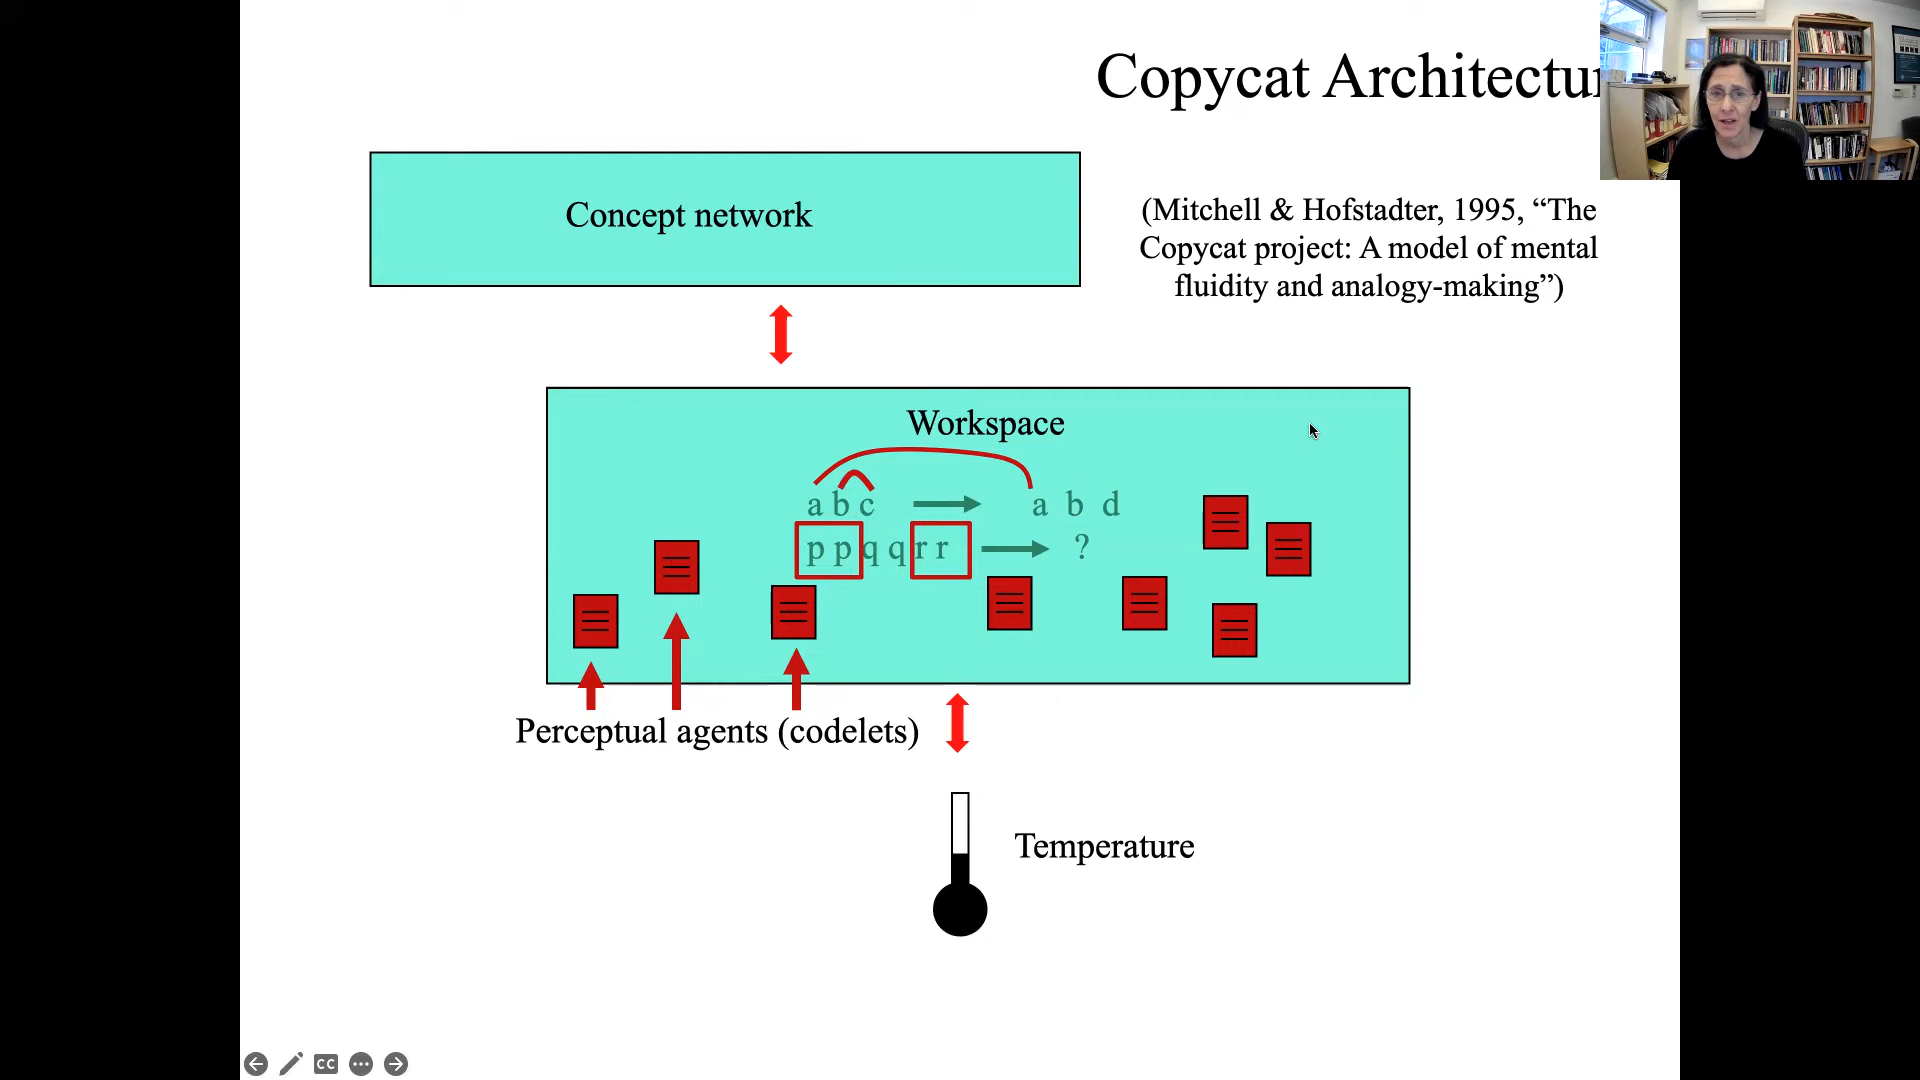 Copycat Architectu
Concept network
(Mitchell & Hofstadter, 1995, “The
Copycat project: A model of mental
fluidity and analogy-making”)
Workspace
a b c a b d
p p q q r r ?
Perceptual agents (codelets)
Temperature
CC